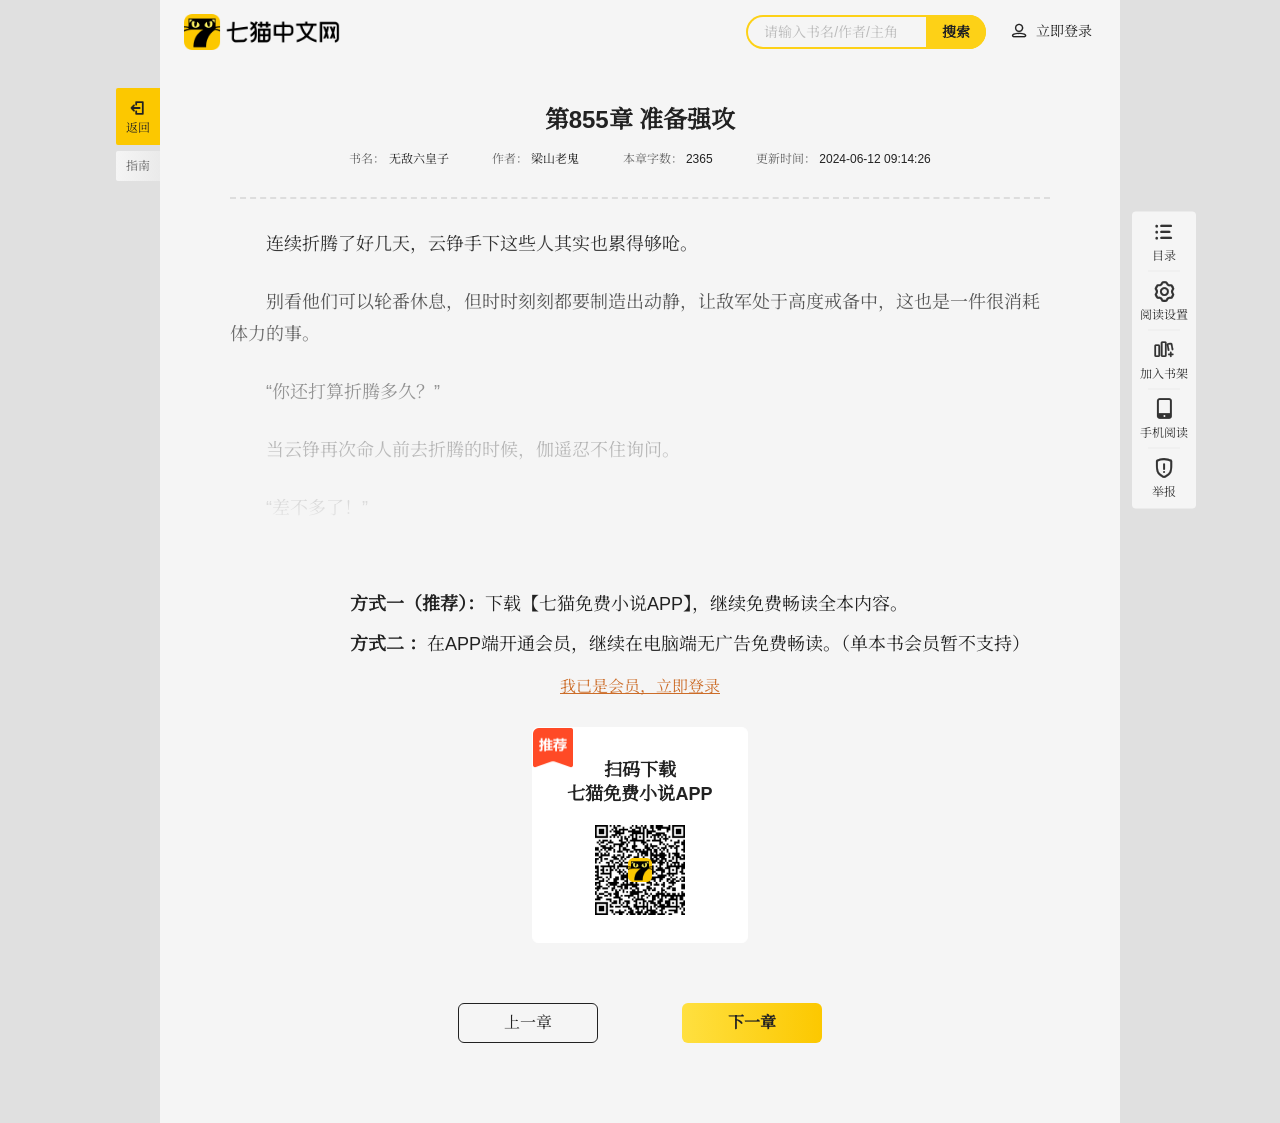 七猫中文网
请输入书名/作者/主角
搜索
立即登录
返回
指南
第855章 准备强攻
书名： 无敌六皇子 作者： 梁山老鬼 本章字数： 2365 更新时间： 2024-06-12 09:14:26
连续折腾了好几天，云铮手下这些人其实也累得够呛。
别看他们可以轮番休息，但时时刻刻都要制造出动静，让敌军处于高度戒备中，这也是一件很消耗
体力的事。
“你还打算折腾多久？”
当云铮再次命人前去折腾的时候，伽遥忍不住询问。
“差不多了！”
目录
阅读设置
加入书架
手机阅读
举报
方式一（推荐）：下载【七猫免费小说APP】，继续免费畅读全本内容。
方式二 ：在APP端开通会员，继续在电脑端无广告免费畅读。（单本书会员暂不支持）
我已是会员，立即登录
推荐
扫码下载
七猫免费小说APP
上一章
下一章